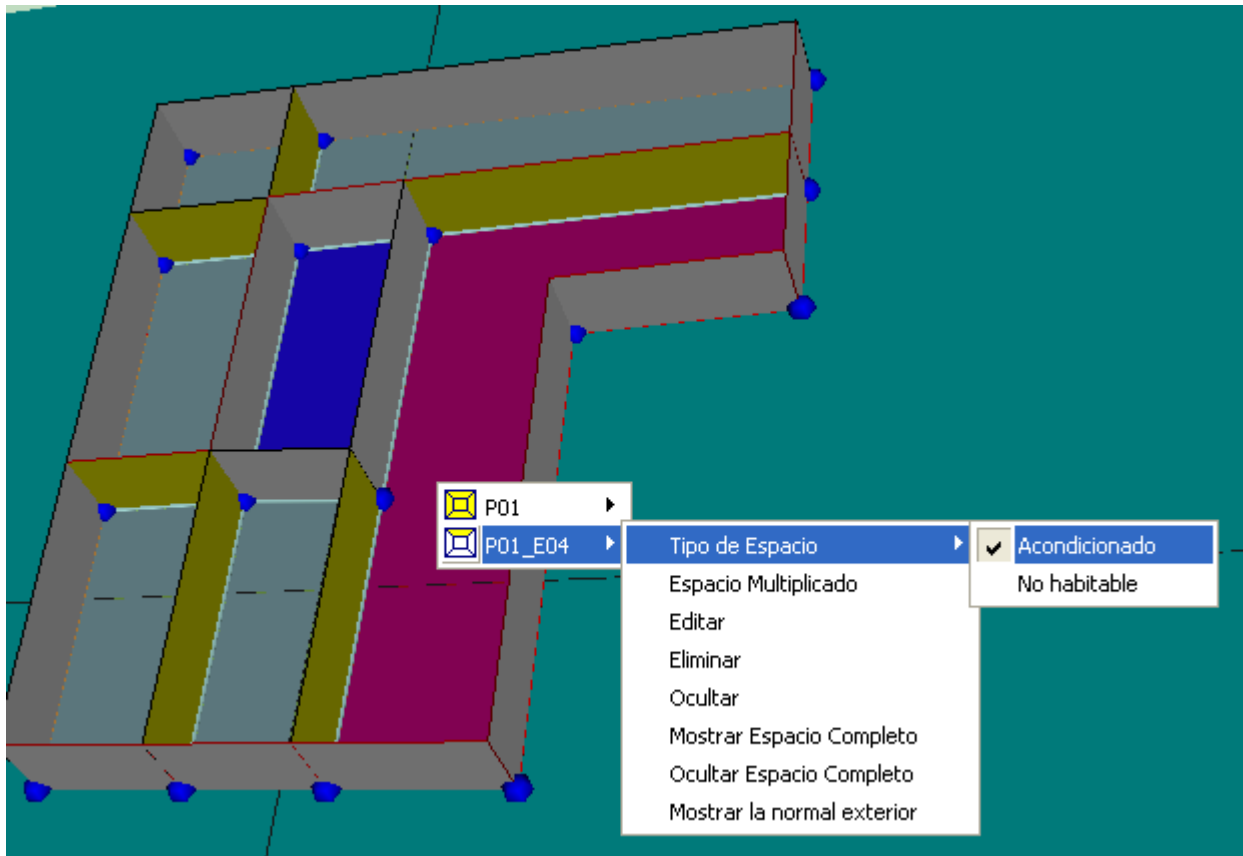 P01
P01_E04
Tipo de Espacio
Espacio Multiplicado
Editar
Eliminar
Ocultar
Mostrar Espacio Completo
Ocultar Espacio Completo
Mostrar la normal exterior
Acondicionado
No habitable